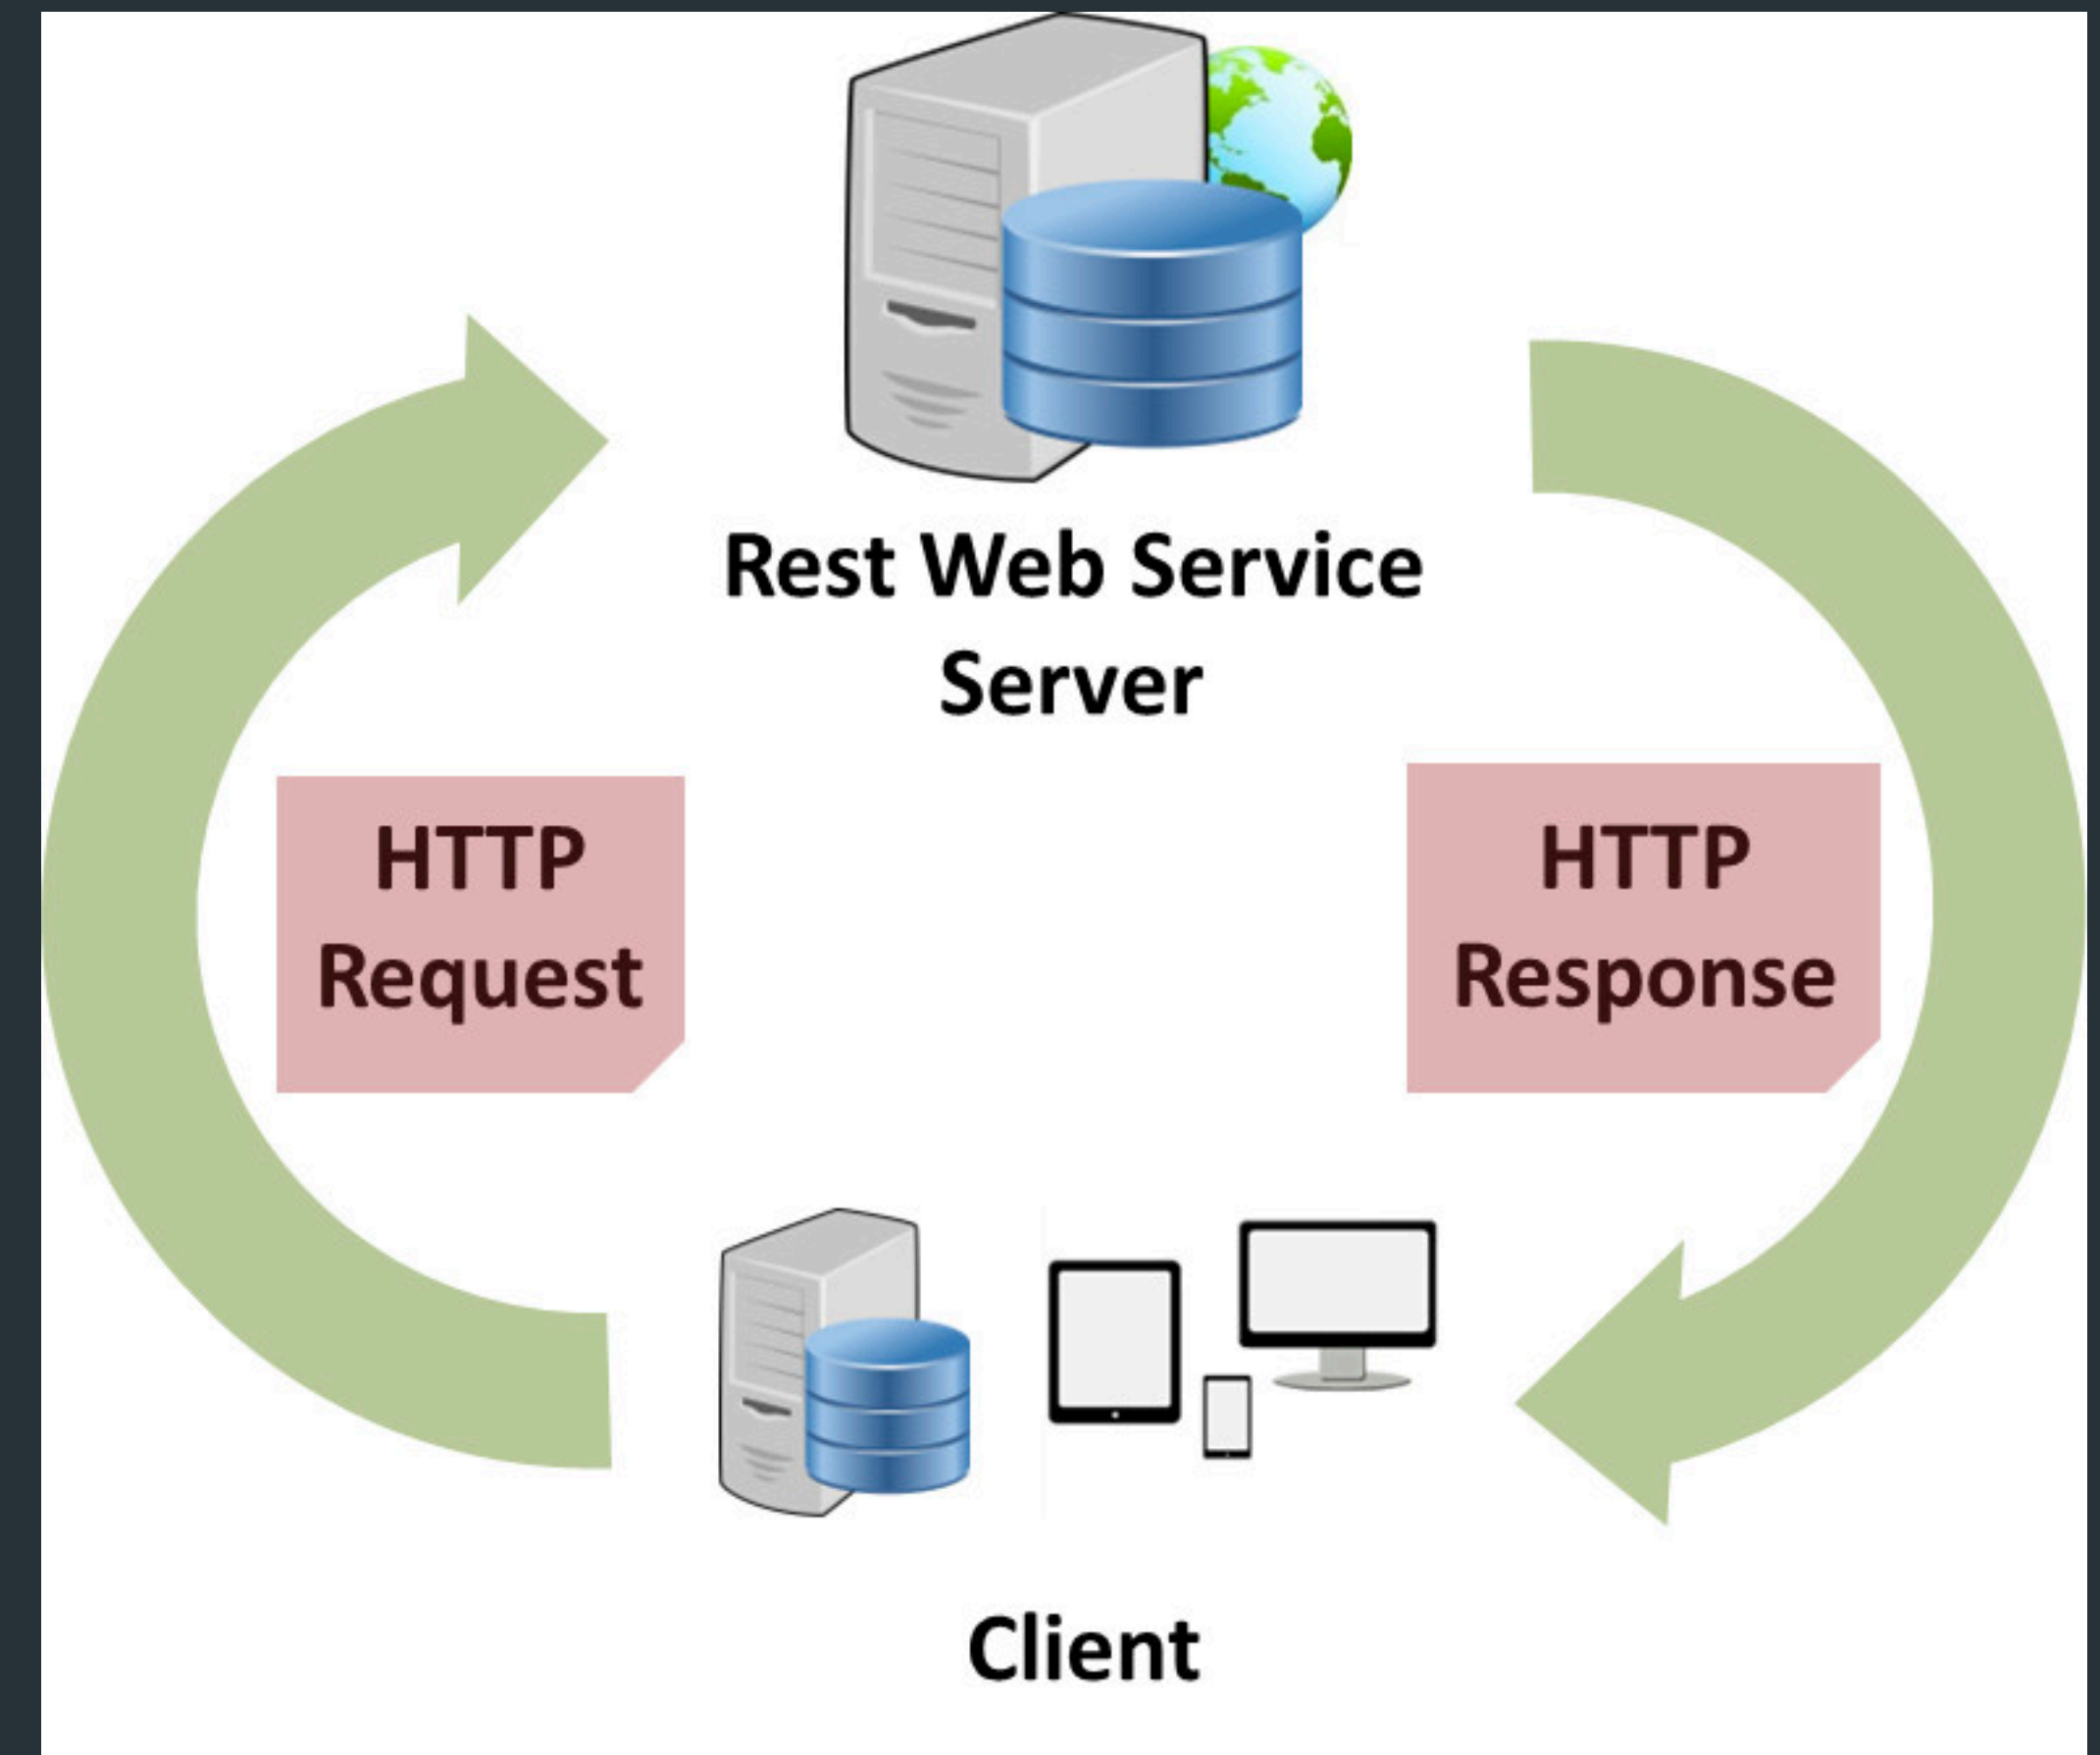 Rest Web Service
Server
HTTP
Request
HTTP
Response
Client